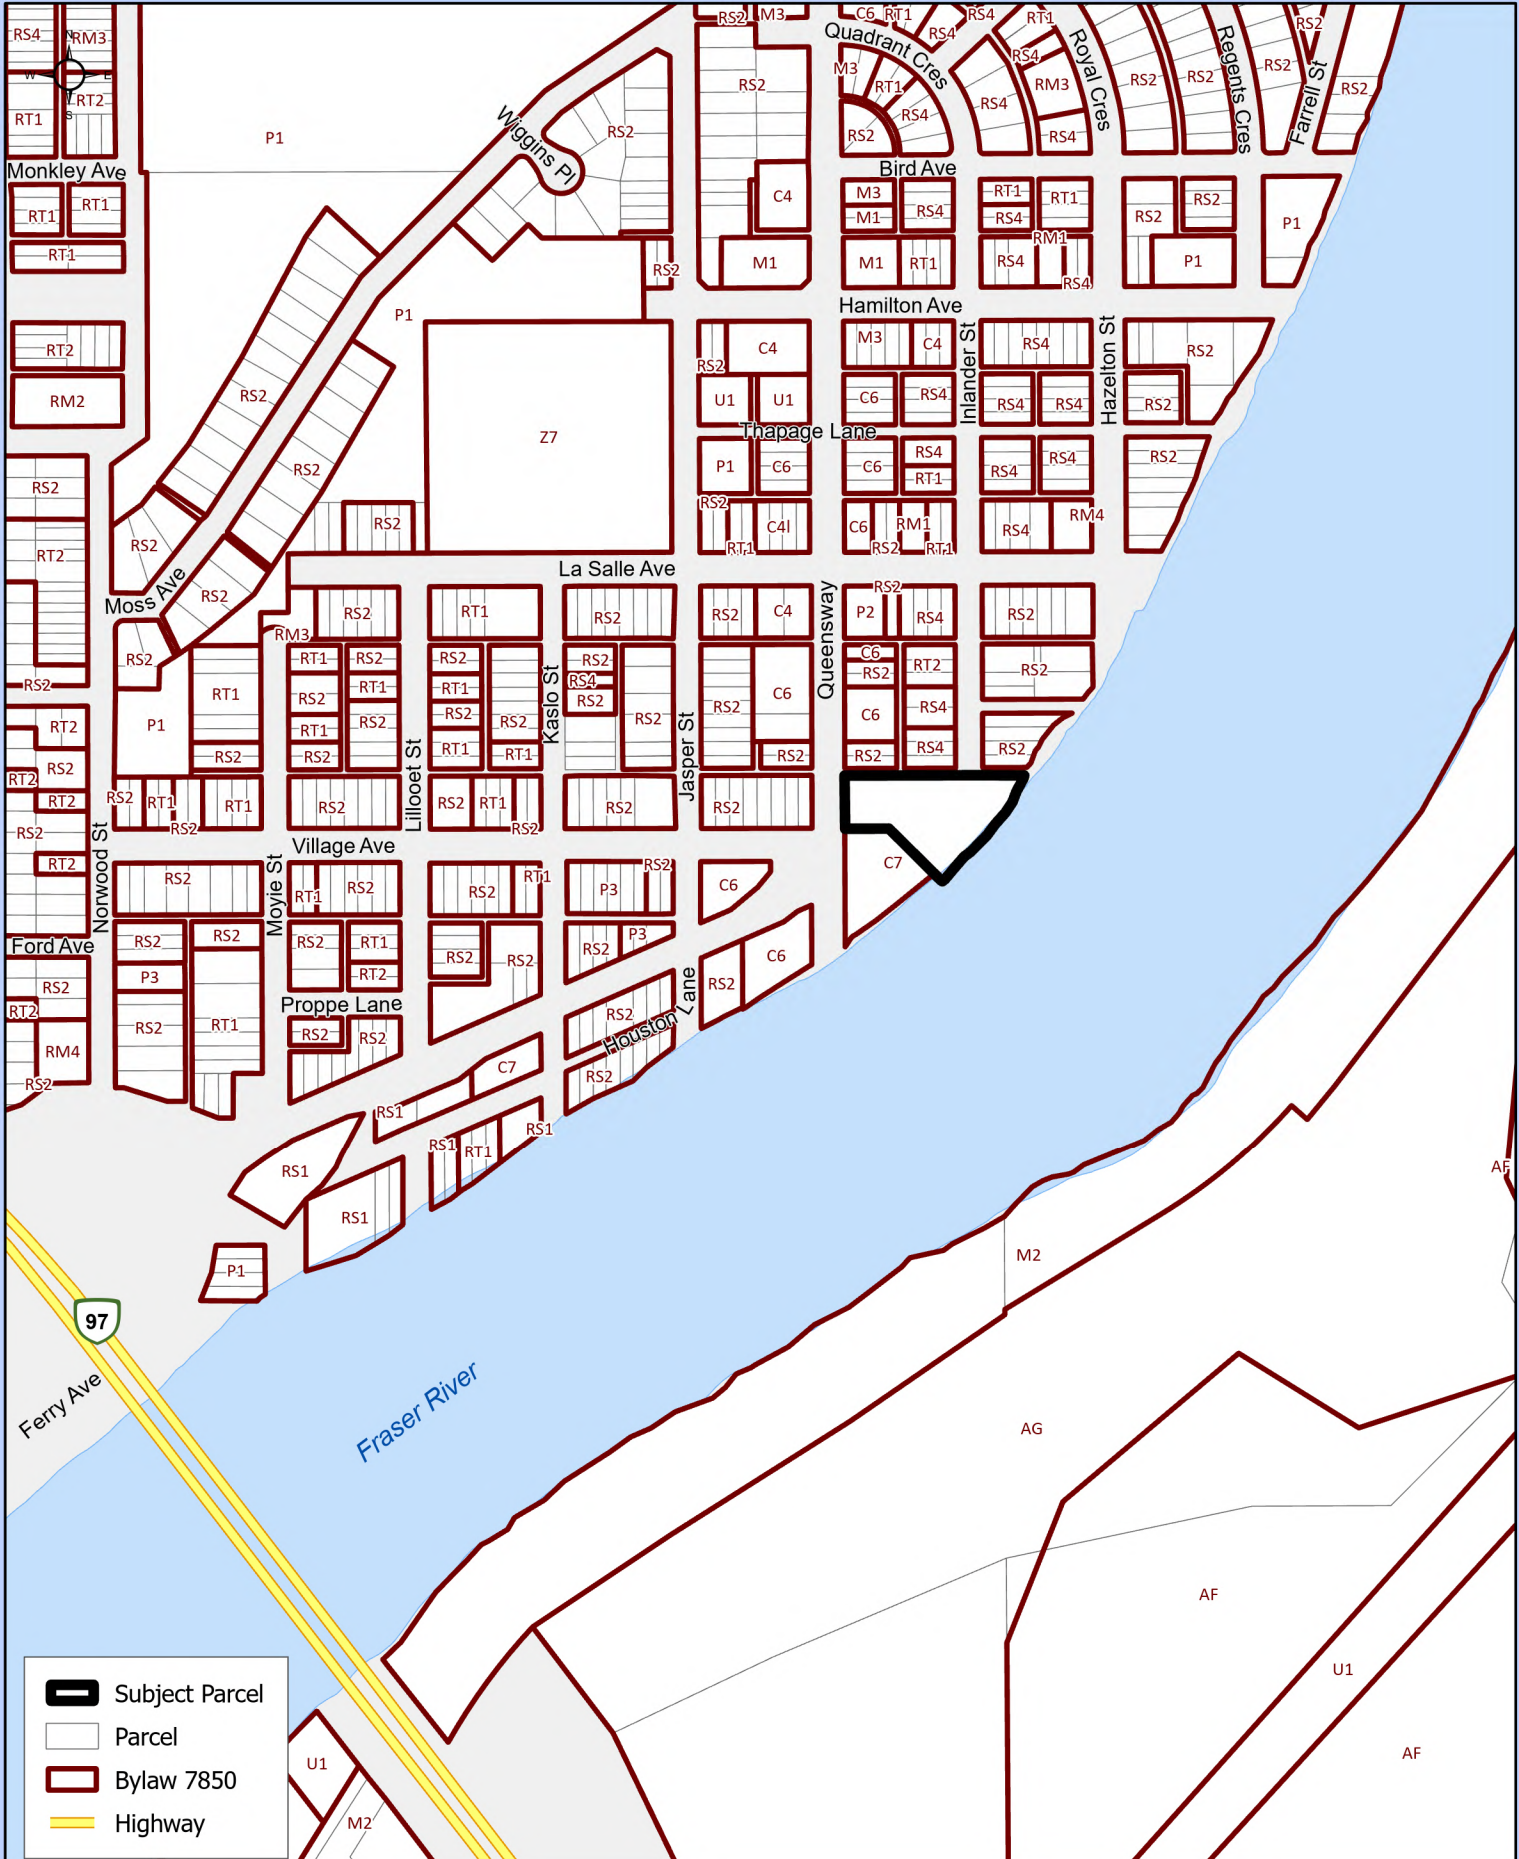 RS4
RM3
N
W
E
S
RT2
RT1
P1
RS2
M3
C6
RT1
RS4
RS4
RT1
RS2
Quadrant Cres
Royal Cres
Regents Cres
Farrell St
M3
RT1
RS4
RS2
RS4
RS4
RM3
RS4
RS2
RS2
RS2
RS2
RS2
Wiggins Pl
RS2
Monkley Ave
Bird Ave
RT1
RT1
RT1
C4
M3
M1
RS4
RT1
RS4
RT1
RS2
RS2
P1
RS2
M1
M1
RT1
RS4
RM1
RS4
P1
P1
Hamilton Ave
Inlander St
Hazelton St
RT2
RM2
RS2
RS2
Z7
RS2
C4
M3
C4
RS4
RS2
U1
U1
C6
RS4
RS4
RS4
RS2
Thapage Lane
P1
C6
C6
RS4
RT1
RS4
RS4
RS2
RS2
RT1
C4l
C6
RS2
RM1
RT1
RS4
RM4
RS2
RT2
RS2
RS2
RS2
La Salle Ave
Moss Ave
RS2
RM3
RS2
RT1
RS2
RS2
C4
Queensway
P2
RS2
RS4
RS2
RS2
RT1
P1
RS2
RT1
RS2
RT1
RS2
RS2
RT1
RS2
Lillooet St
RS2
RT1
RS2
RT1
RS2
RT1
Kaslo St
RS2
RS4
RS2
RS2
Jasper St
RS2
C6
RS2
C6
RS2
C6
RS2
RT2
RS4
RS4
RS2
RS2
RT2
RS2
RT2
RT2
RS2
RT2
Norwood St
RS2
RT1
RS2
RT1
RS2
RS2
RT1
RS2
RS2
RS2
Village Ave
Moyie St
RS2
RT1
RS2
RS2
RT1
P3
RS2
C6
C7
Ford Ave
RS2
RS2
RS2
RT1
RT2
RS2
RS2
RS2
P3
RS2
C6
RS2
RT2
RM4
RS2
P3
RS2
RT1
Proppe Lane
RS2
RS2
RS2
Houston Lane
RS2
C7
RS1
RS1
RT1
RS1
RS1
RS1
P1
97
Ferry Ave
Fraser River
M2
AF
AG
AF
U1
AF
U1
M2
Subject Parcel
Parcel
Bylaw 7850
Highway